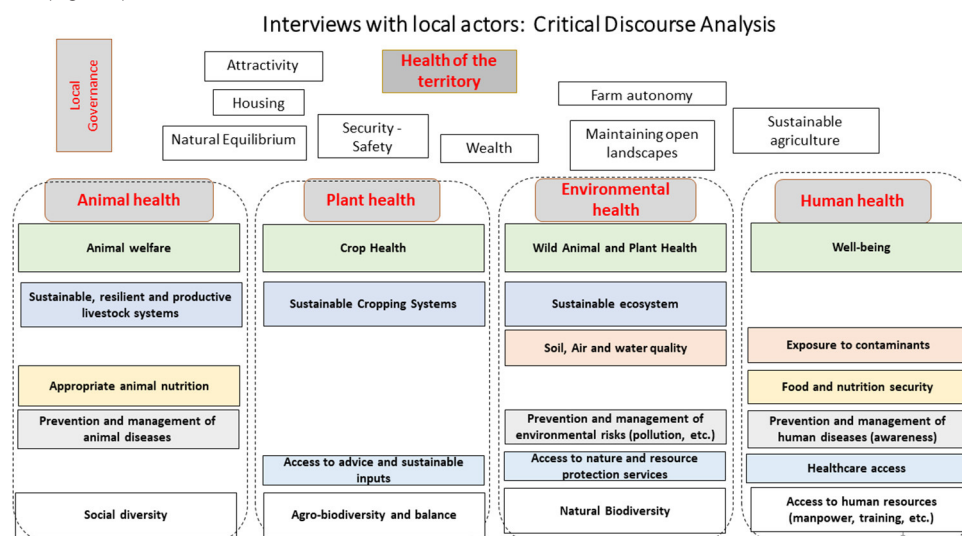 Interviews with local actors: Critical Discourse Analysis
Local
Governance
Attractivity
Health of the
territory
Housing
Farm autonomy
Natural Equilibrium
Security -
Safety
Wealth
Maintaining open
landscapes
Sustainable
agriculture
Animal health
Plant health
Environmental
health
Human health
Animal welfare
Crop Health
Wild Animal and Plant Health
Well-being
Sustainable, resilient and productive
livestock systems
Sustainable Cropping Systems
Sustainable ecosystem
Soil, Air and water quality
Exposure to contaminants
Appropriate animal nutrition
Food and nutrition security
Prevention and management of
animal diseases
Prevention and management of
environmental risks (pollution, etc.)
Prevention and management of
human diseases (awareness)
Access to advice and sustainable
inputs
Access to nature and resource
protection services
Healthcare access
Social diversity
Agro-biodiversity and balance
Natural Biodiversity
Access to human resources
(manpower, training, etc.)